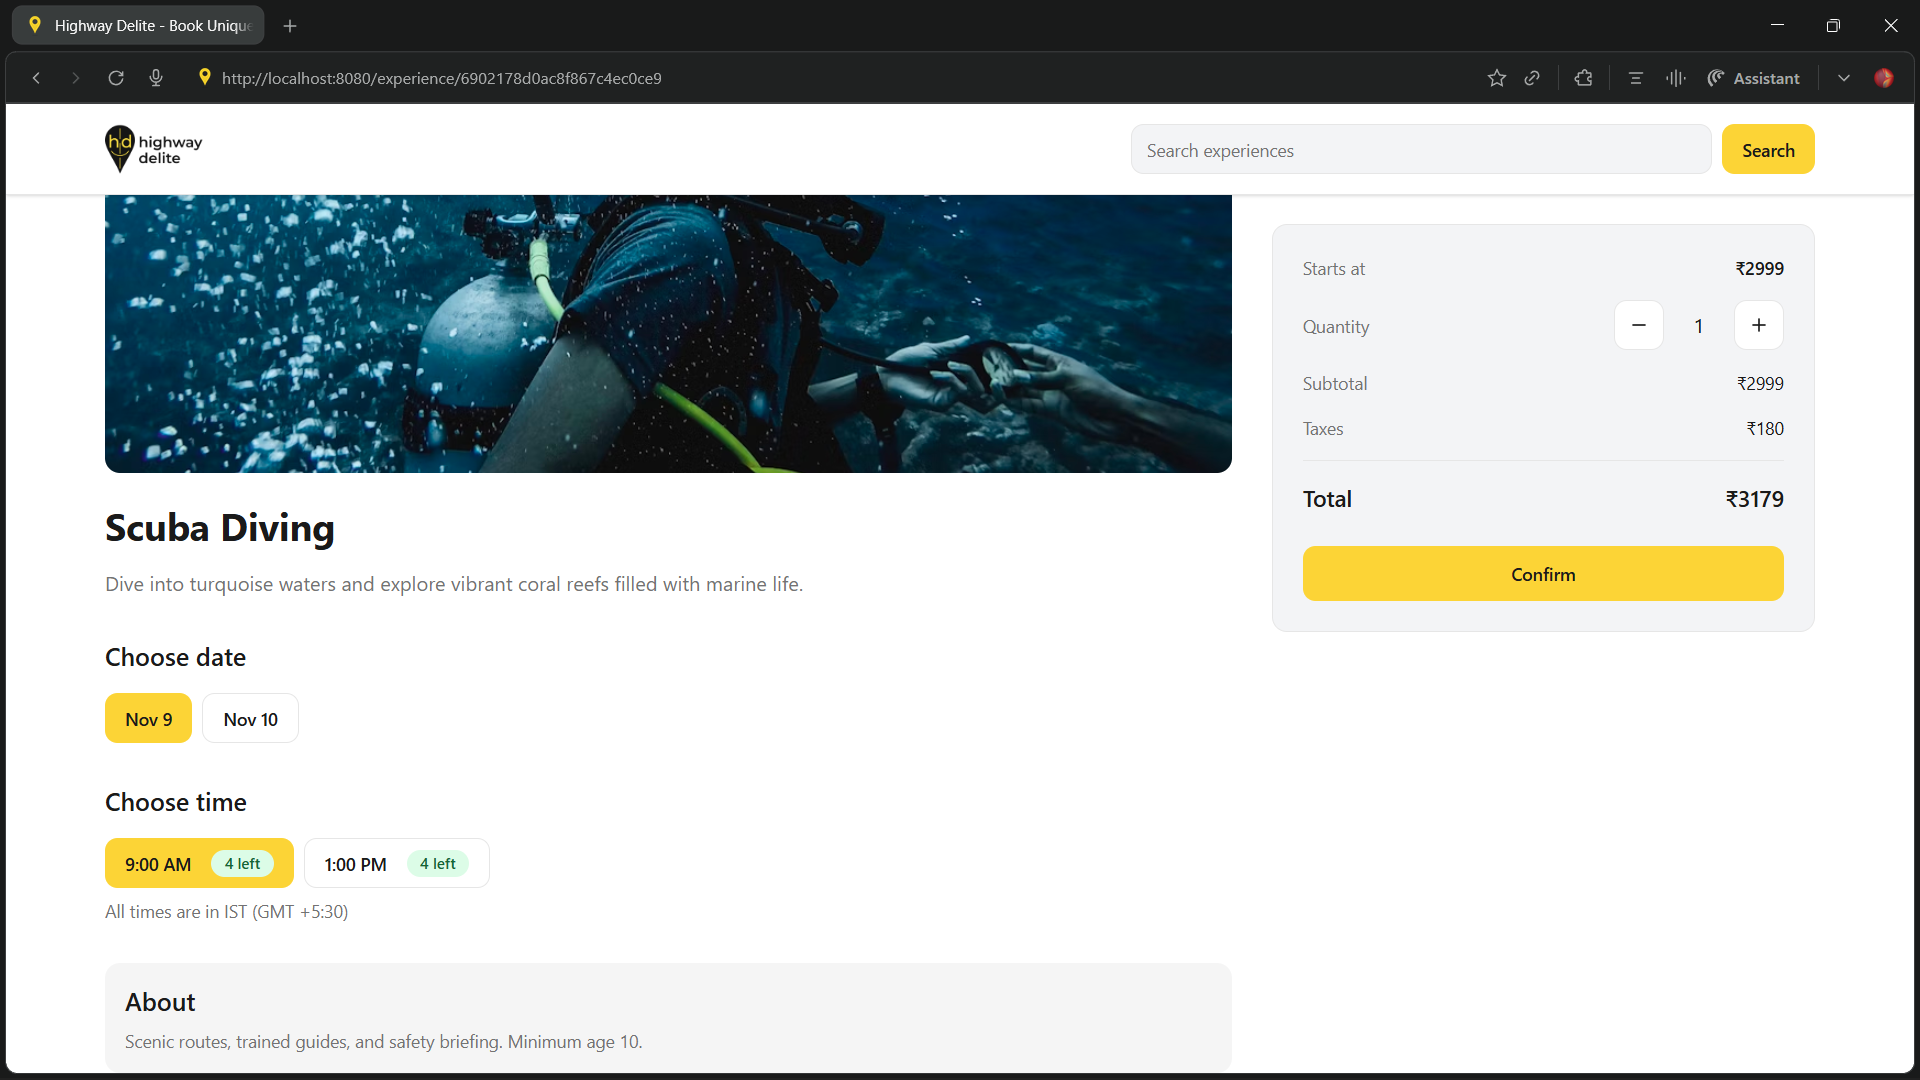 Highway Delite - Book Unique
http://localhost:8080/experience/6902178d0ac8f867c4ec0ce9
Assistant
hd highway
delite
Search experiences
Search
Starts at ₹2999
Quantity 1
Subtotal ₹2999
Taxes ₹180
Total ₹3179
Confirm
Scuba Diving
Dive into turquoise waters and explore vibrant coral reefs filled with marine life.
Choose date
Nov 9 Nov 10
Choose time
9:00 AM 4 left 1:00 PM 4 left
All times are in IST (GMT +5:30)
About
Scenic routes, trained guides, and safety briefing. Minimum age 10.